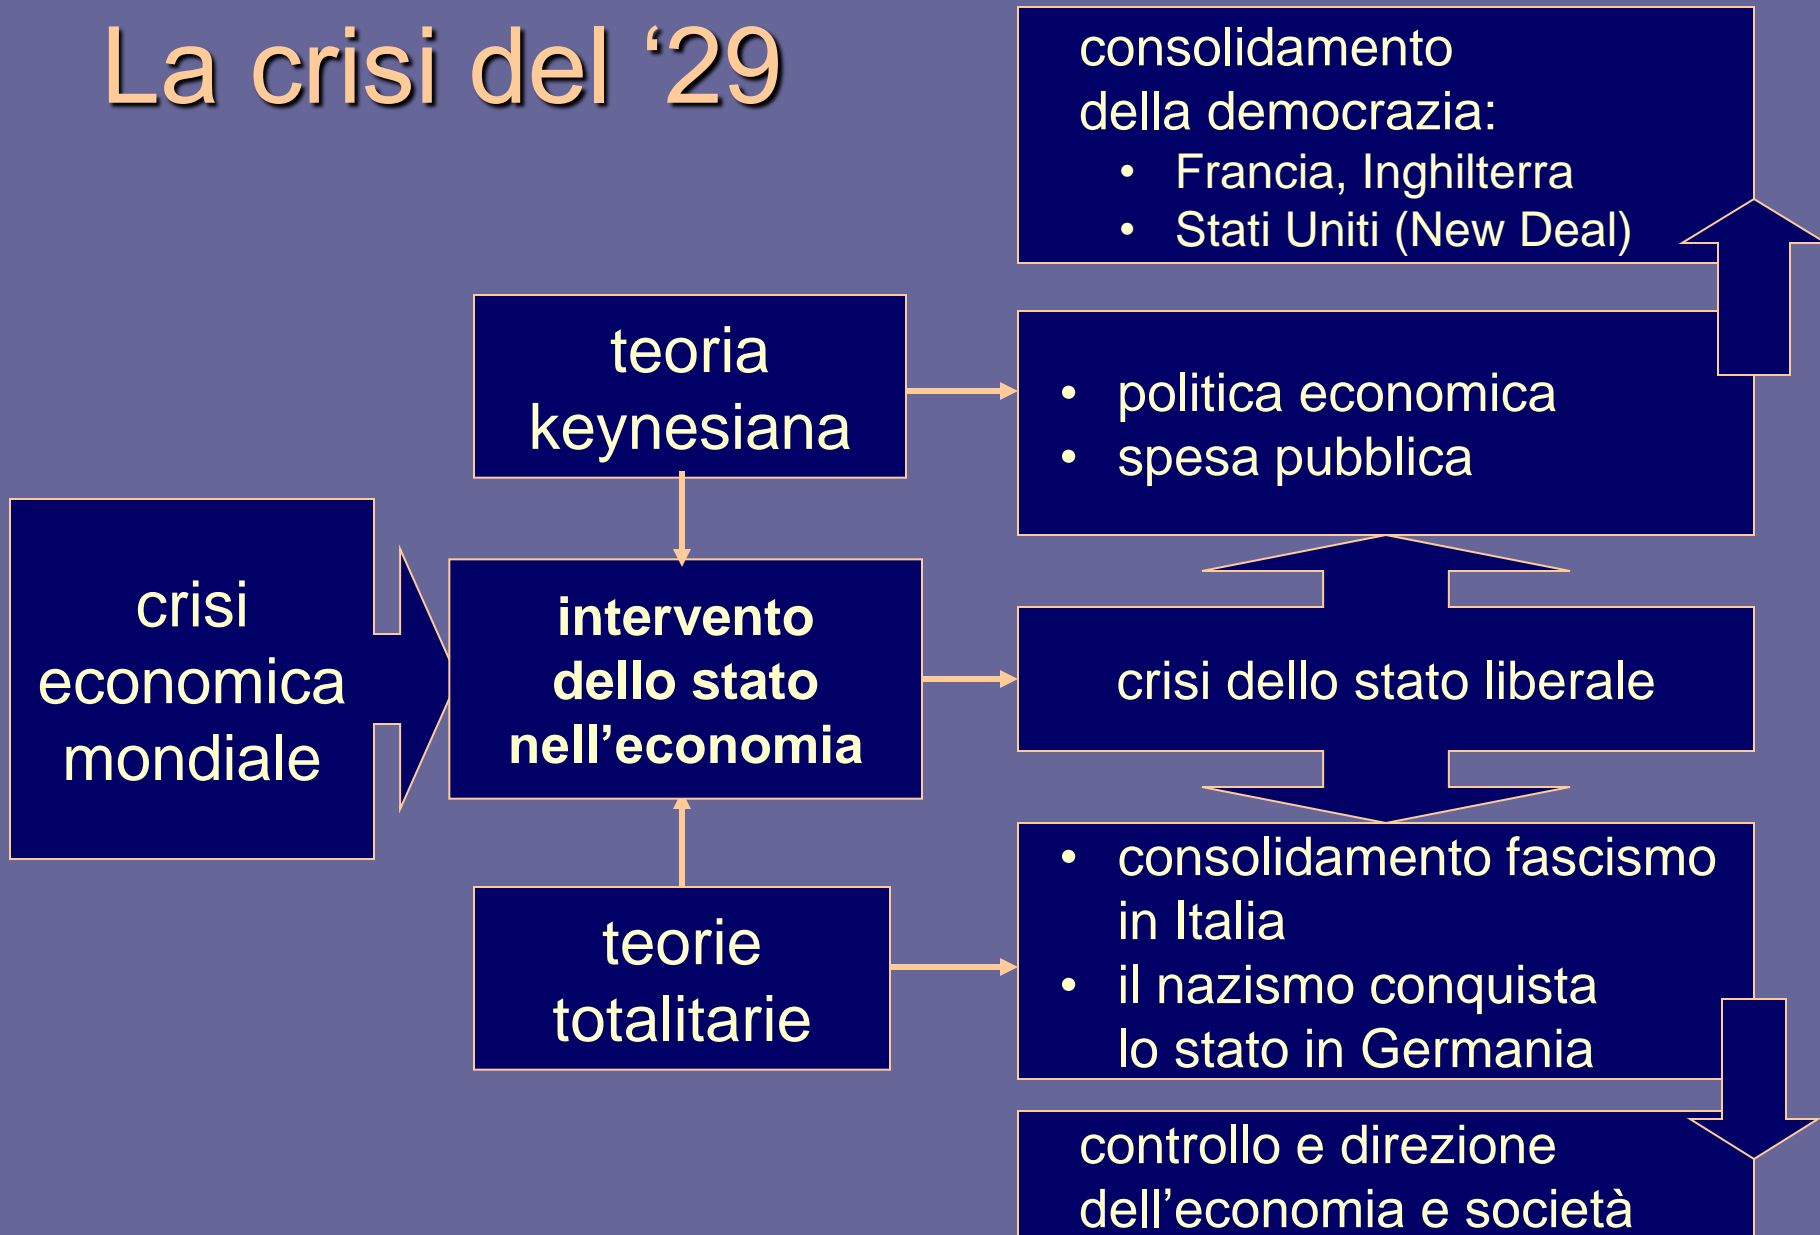 La crisi del ‘29
consolidamento
della democrazia:
• Francia, Inghilterra
• Stati Uniti (New Deal)
teoria
keynesiana
• politica economica
• spesa pubblica
crisi
economica
mondiale
intervento
dello stato
nell’economia
crisi dello stato liberale
teorie
totalitarie
• consolidamento fascismo
in Italia
• il nazismo conquista
lo stato in Germania
controllo e direzione
dell’economia e società